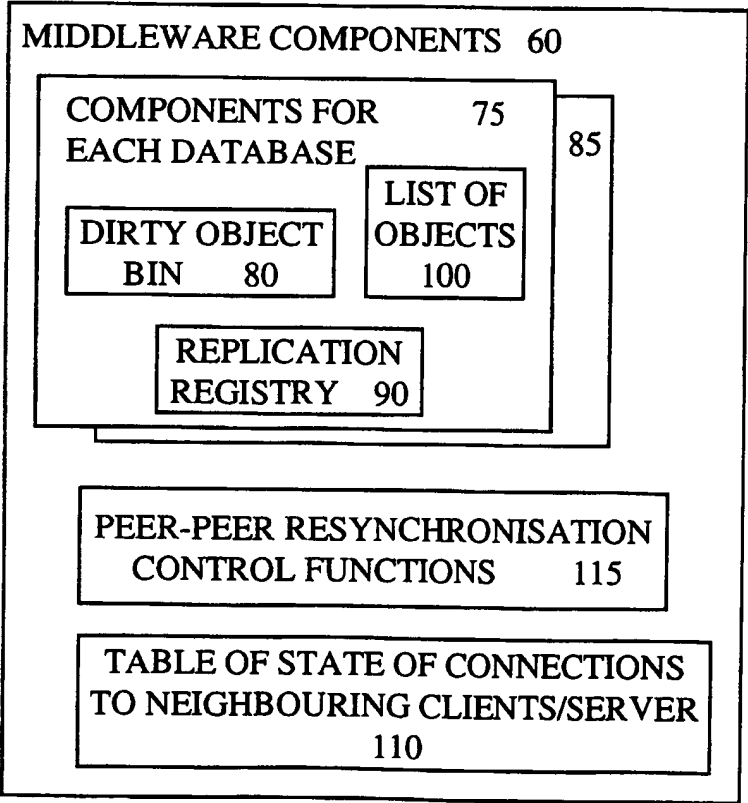 MIDDLEWARE COMPONENTS 60
COMPONENTS FOR 75
EACH DATABASE
85
LIST OF
OBJECTS
100
DIRTY OBJECT
BIN 80
REPLICATION
REGISTRY 90
PEER-PEER RESYNCHRONISATION
CONTROL FUNCTIONS 115
TABLE OF STATE OF CONNECTIONS
TO NEIGHBOURING CLIENTS/SERVER
110